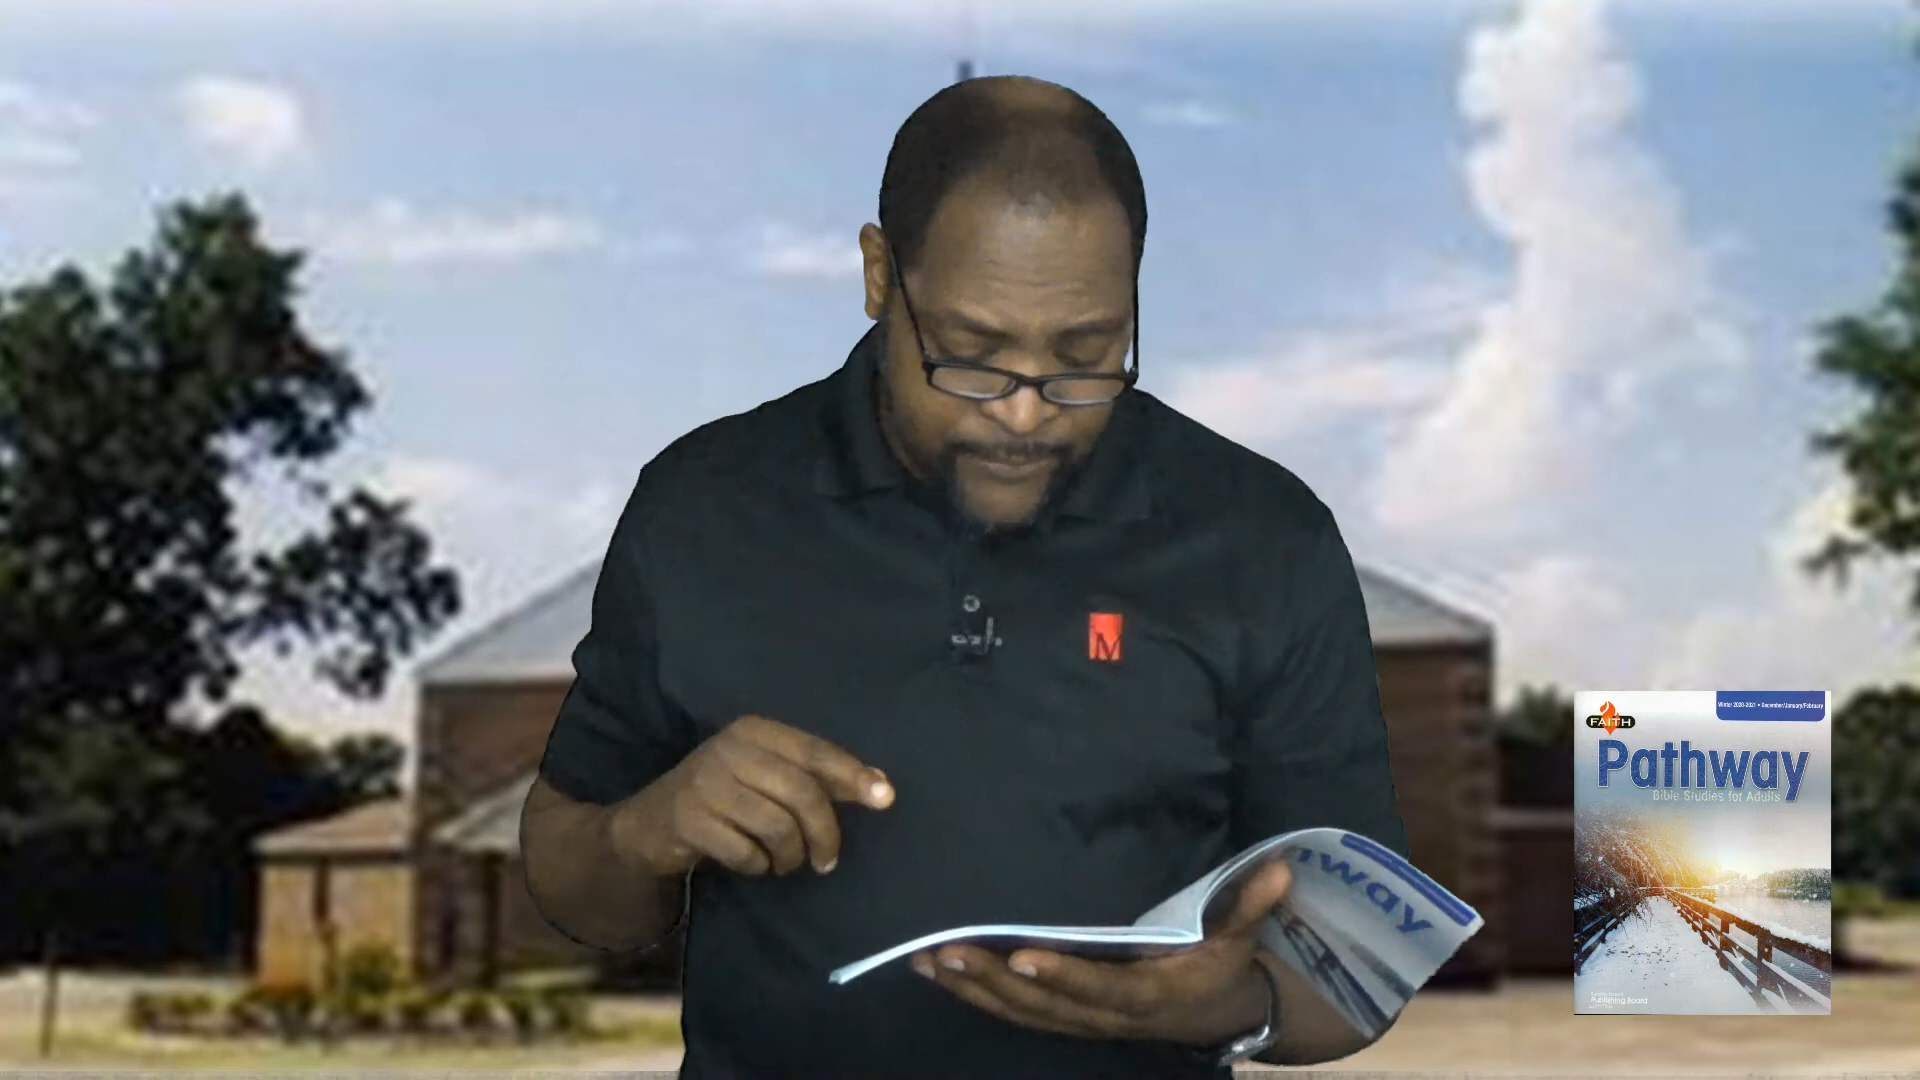 M
Winter 2020-2021 • December/January/February
FAITH
Pathway
Bible Studies for Adults
Publishing Board
way